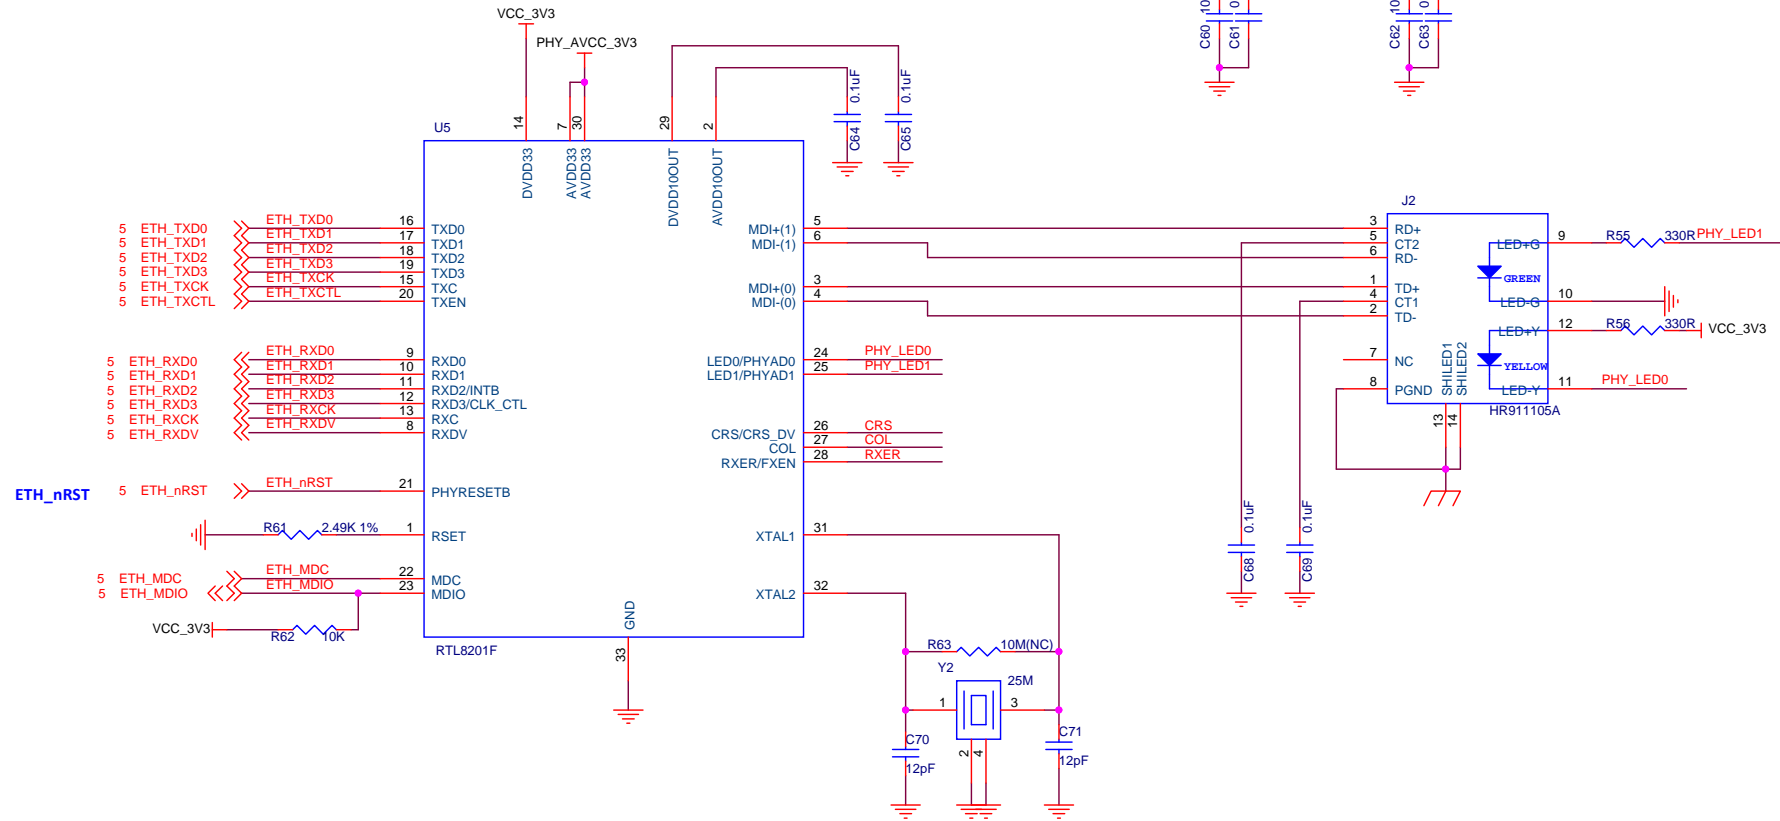 VCC_3V3
PHY_AVCC_3V3
C60
C61
C62
C63
0.1uF
C64
0.1uF
C65
14
7
30
29
2
U5
DVDD33
AVDD33
AVDD33
DVDD10OUT
AVDD10OUT
5 ETH_TXD0 ETH_TXD0 16 TXD0
5 ETH_TXD1 ETH_TXD1 17 TXD1
5 ETH_TXD2 ETH_TXD2 18 TXD2
5 ETH_TXD3 ETH_TXD3 19 TXD3
5 ETH_TXCK ETH_TXCK 15 TXC
5 ETH_TXCTL ETH_TXCTL 20 TXEN
5 ETH_RXD0 ETH_RXD0 9 RXD0
5 ETH_RXD1 ETH_RXD1 10 RXD1
5 ETH_RXD2 ETH_RXD2 11 RXD2/INTB
5 ETH_RXD3 ETH_RXD3 12 RXD3/CLK_CTL
5 ETH_RXCK ETH_RXCK 13 RXC
5 ETH_RXDV ETH_RXDV 8 RXDV
ETH_nRST 5 ETH_nRST ETH_nRST 21 PHYRESETB
R61 2.49K 1% 1 RSET
5 ETH_MDC ETH_MDC 22 MDC
5 ETH_MDIO ETH_MDIO 23 MDIO
VCC_3V3 R62 10K
RTL8201F
GND
33
MDI+(1) 5
MDI-(1) 6
MDI+(0) 3
MDI-(0) 4
LED0/PHYAD0 24 PHY_LED0
LED1/PHYAD1 25 PHY_LED1
CRS/CRS_DV 26 CRS
COL 27 COL
RXER/FXEN 28 RXER
XTAL1 31
XTAL2 32
R63 10M(NC)
Y2
25M
1
3
2
4
C70
12pF
C71
12pF
0.1uF
C68
0.1uF
C69
J2
3 RD+
5 CT2
6 RD-
1 TD+
4 CT1
2 TD-
7 NC
8 PGND
SHILED1
SHILED2
13
14
LED+G 9 R55 330R PHY_LED1
GREEN
LED-G 10
LED+Y 12 R56 330R VCC_3V3
YELLOW
LED-Y 11 PHY_LED0
HR911105A